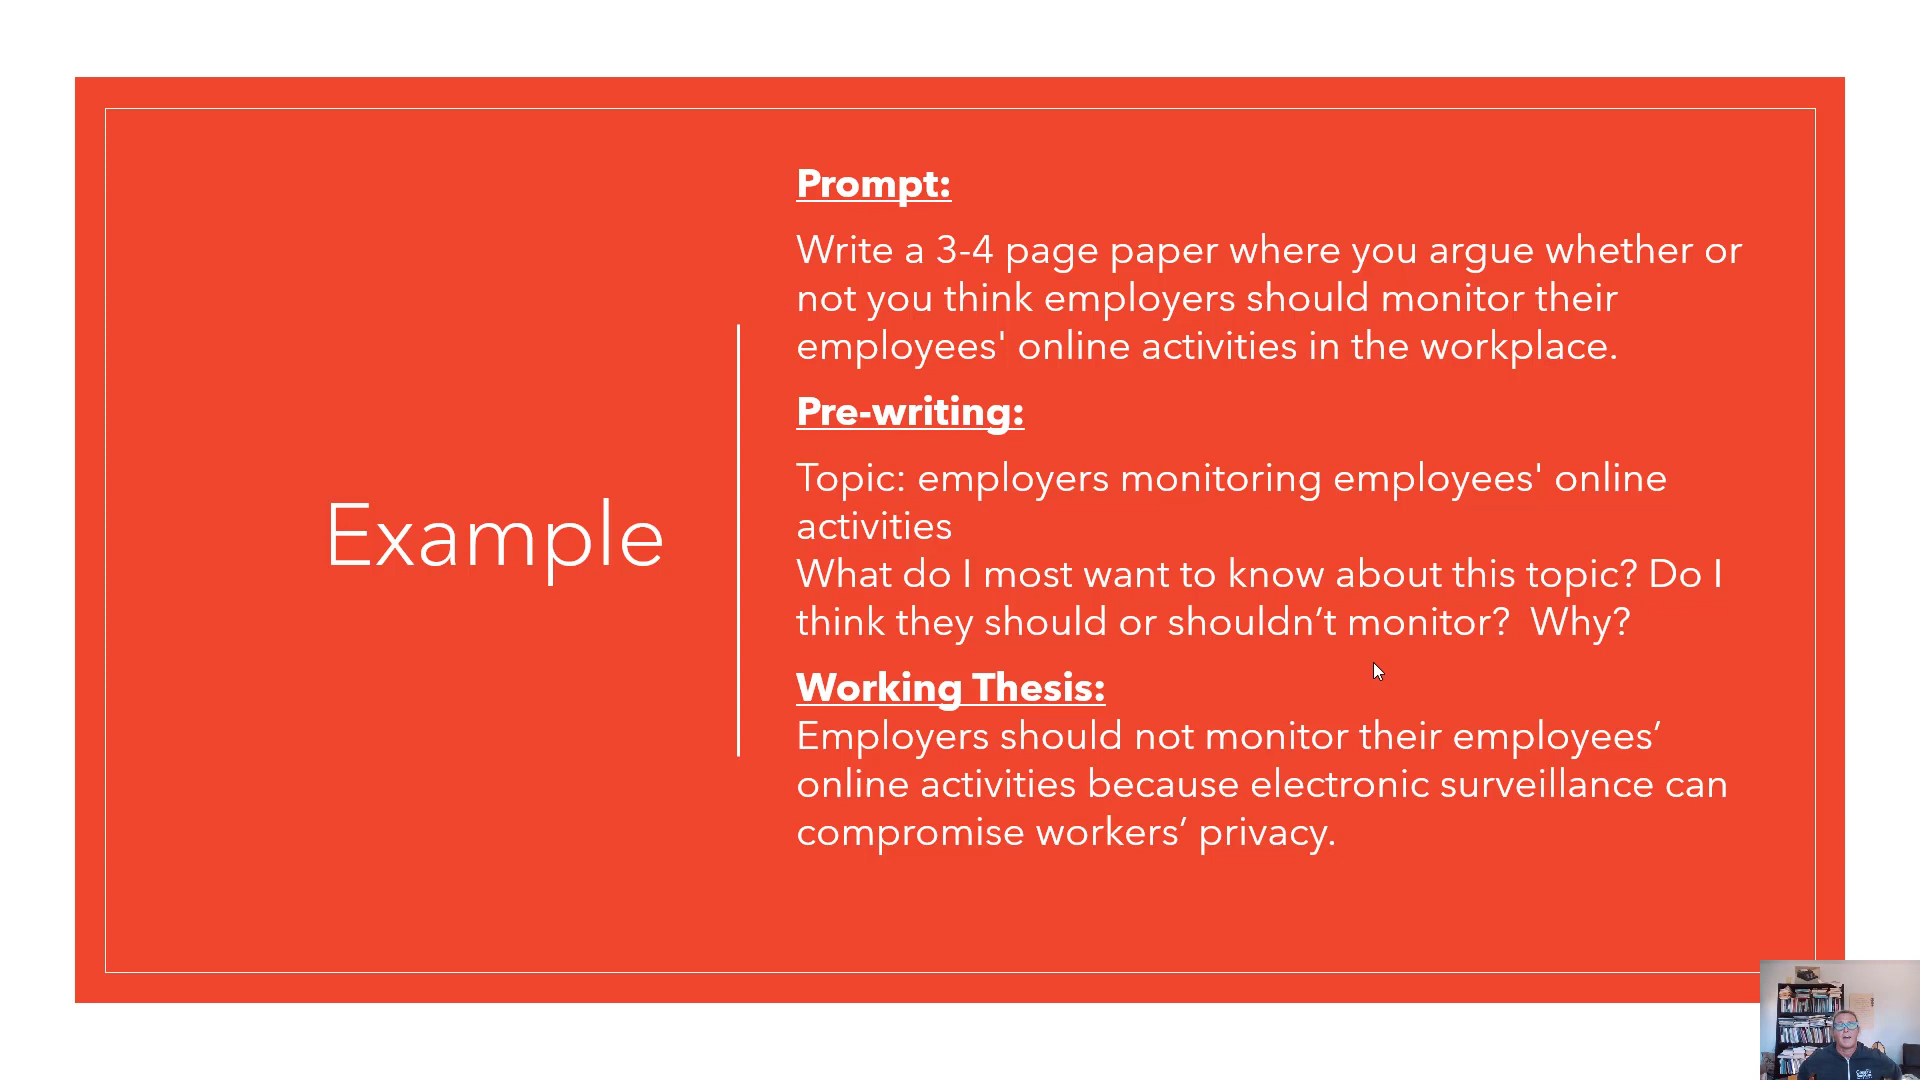 Example
Prompt:
Write a 3-4 page paper where you argue whether or
not you think employers should monitor their
employees' online activities in the workplace.
Pre-writing:
Topic: employers monitoring employees' online
activities
What do I most want to know about this topic? Do I
think they should or shouldn’t monitor?  Why?
Working Thesis:
Employers should not monitor their employees’
online activities because electronic surveillance can
compromise workers’ privacy.